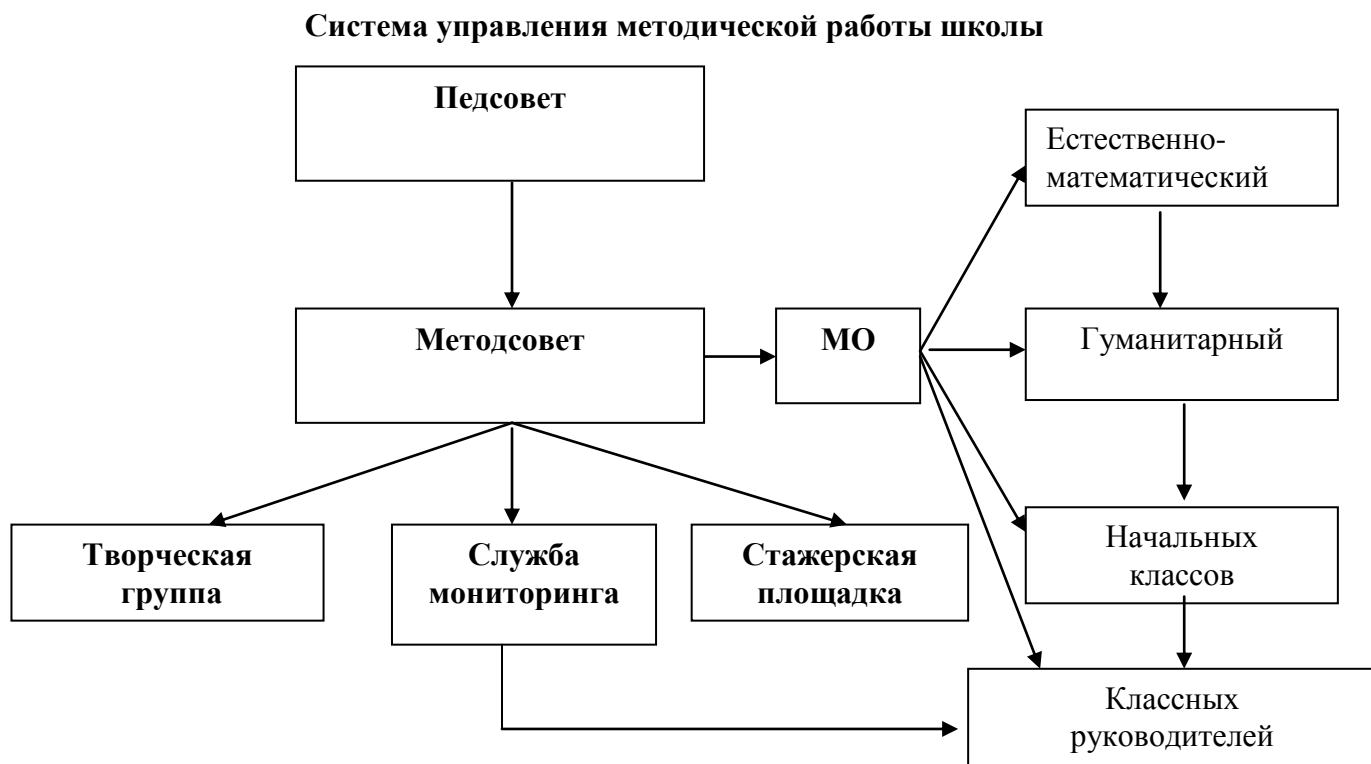 Система управления методической работы школы
Педсовет
Естественно-
математический
Методсовет
МО
Гуманитарный
Творческая
группа
Служба
мониторинга
Стажерская
площадка
Начальных
классов
Классных
руководителей